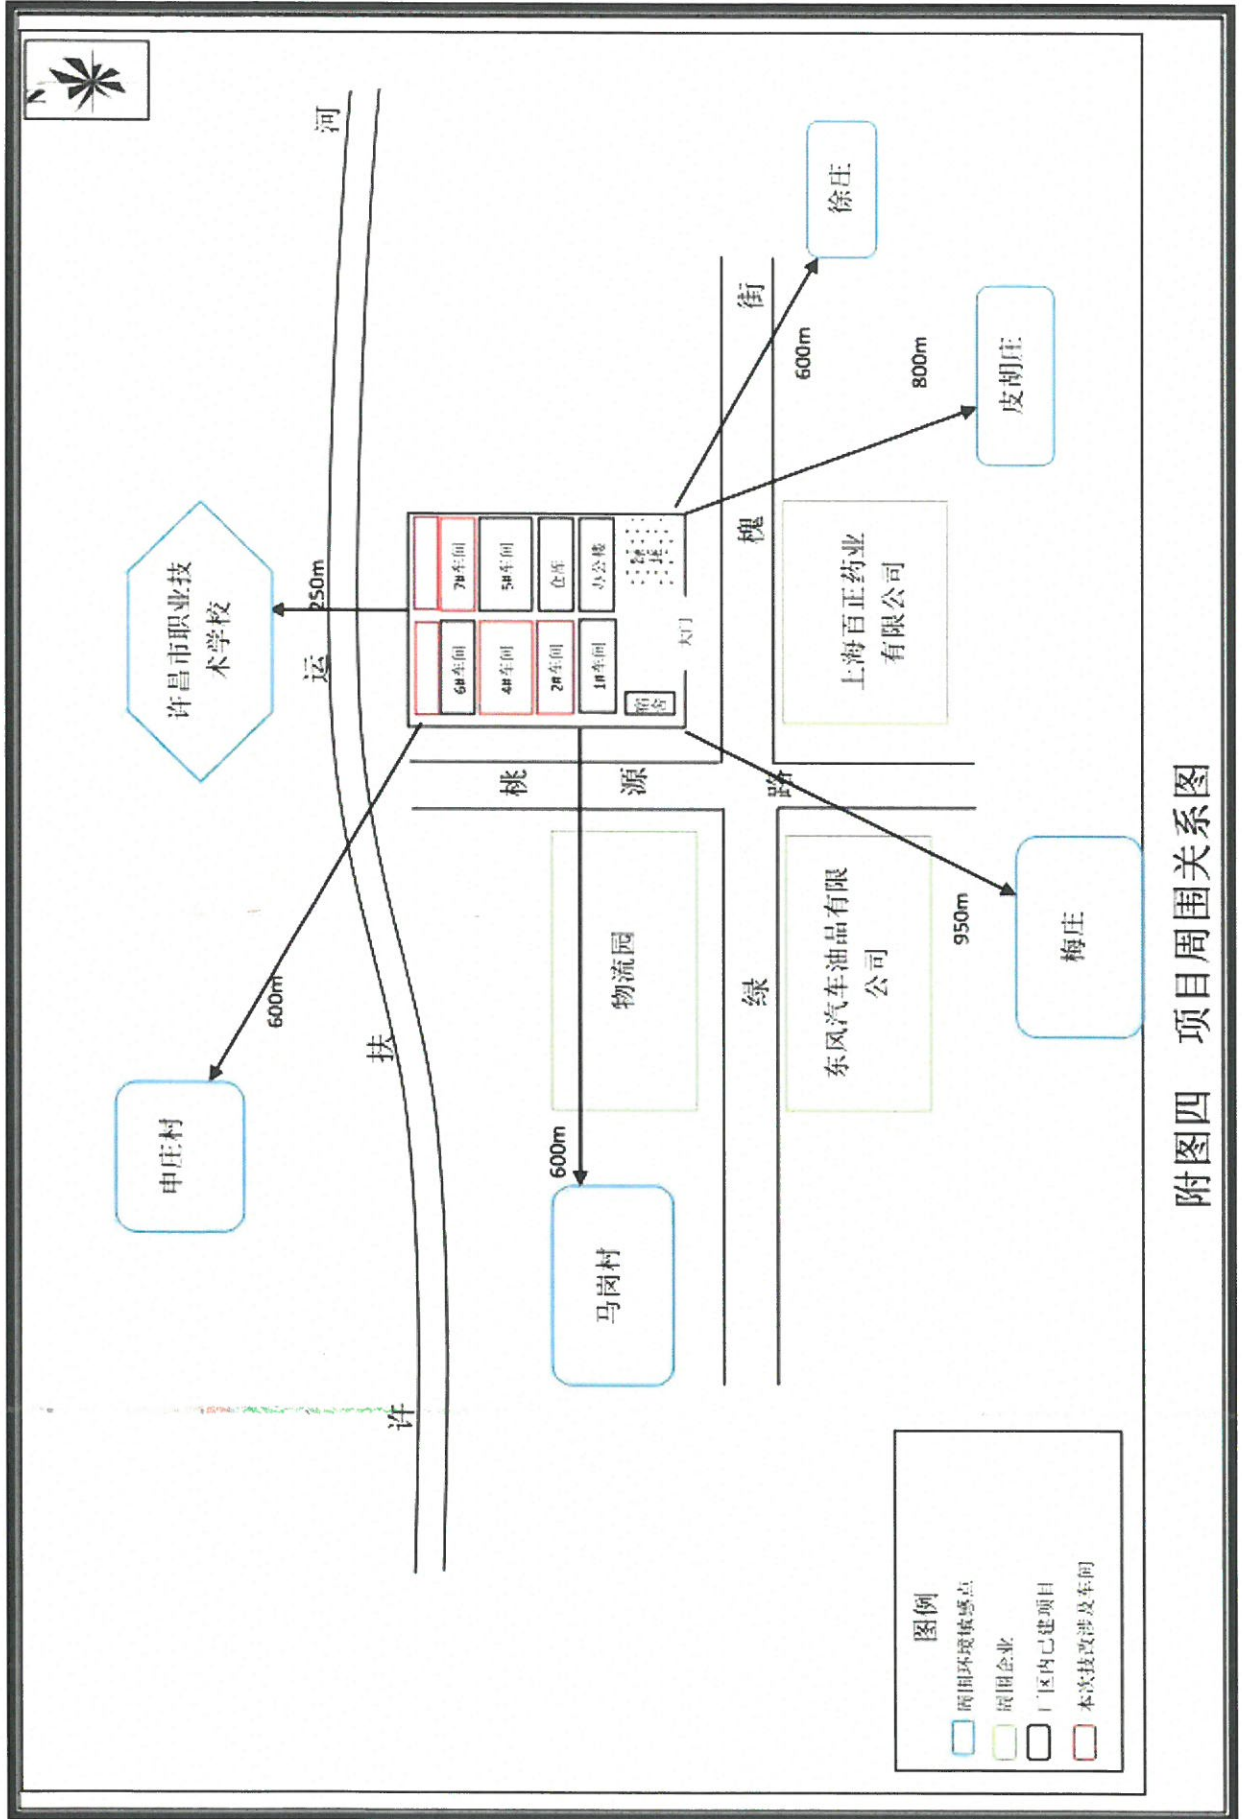 N
许昌市职业技
术学校
250m
申庄村
600m
许
扶
运
河
7#车间
5#车间
仓库
办公楼
6#车间
4#车间
2#车间
1#车间
宿
舍
大门
桃
源
路
物流园
马岗村
600m
绿
槐
街
东风汽车油品有限
公司
上海百正药业
有限公司
徐庄
600m
皮胡庄
800m
梅庄
950m
图例
周围环境敏感点
周围企业
厂区内已建项目
本次技改涉及车间
附图四 项目周围关系图